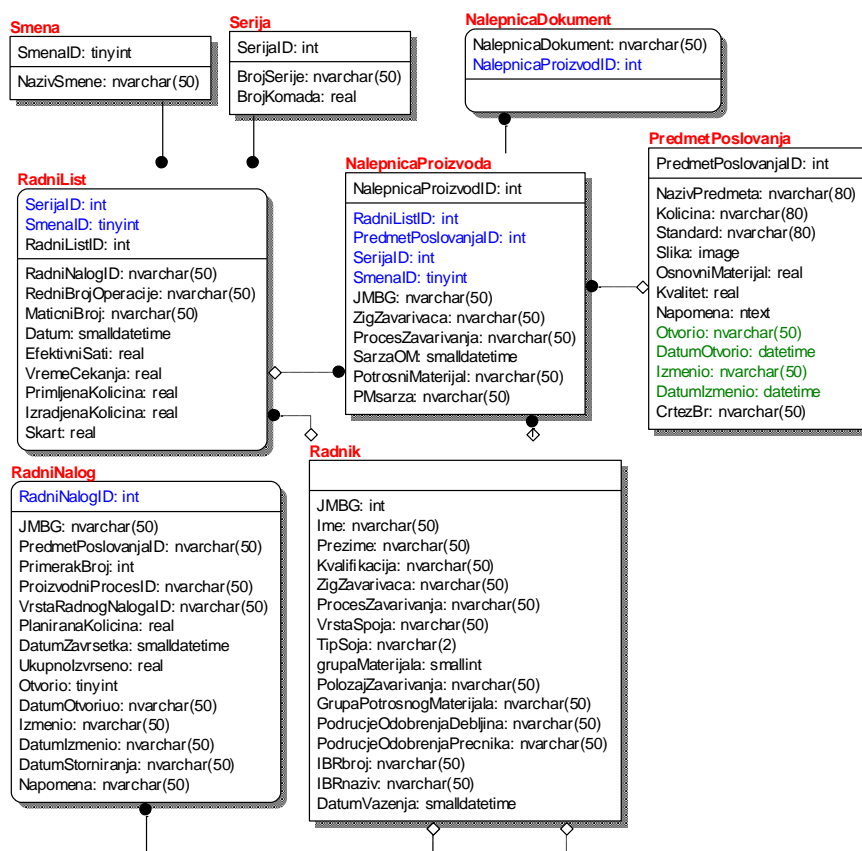 Smena
SmenaID: tinyint
NazivSmene: nvarchar(50)
Serija
SerijaID: int
BrojSerije: nvarchar(50)
BrojKomada: real
NalepnicaDokument
NalepnicaDokument: nvarchar(50)
NalepnicaProizvodID: int
RadniList
SerijaID: int
SmenaID: tinyint
RadniListID: int
RadniNalogID: nvarchar(50)
RedniBrojOperacije: nvarchar(50)
MaticniBroj: nvarchar(50)
Datum: smalldatetime
EfektivniSati: real
VremeCekanja: real
PrimljenaKolicina: real
IzradjenaKolicina: real
Skart: real
NalepnicaProizvoda
NalepnicaProizvodID: int
RadniListID: int
PredmetPoslovanjaID: int
SerijaID: int
SmenaID: tinyint
JMBG: nvarchar(50)
ZigZavarivaca: nvarchar(50)
ProcesZavarivanja: nvarchar(50)
SarzaOM: smalldatetime
PotrosniMaterijal: nvarchar(50)
PMsarza: nvarchar(50)
PredmetPoslovanja
PredmetPoslovanjaID: int
NazivPredmeta: nvarchar(80)
Kolicina: nvarchar(80)
Standard: nvarchar(80)
Slika: image
OsnovniMaterijal: real
Kvalitet: real
Napomena: ntext
Otvorio: nvarchar(50)
DatumOtvorio: datetime
Izmenio: nvarchar(50)
DatumIzmenio: datetime
CrtezBr: nvarchar(50)
RadniNalog
RadniNalogID: int
JMBG: nvarchar(50)
PredmetPoslovanjaID: nvarchar(50)
PrimerakBroj: int
ProizvodniProcesID: nvarchar(50)
VrstaRadnogNalogaID: nvarchar(50)
PlaniranaKolicina: real
DatumZavrsetka: smalldatetime
UkupnoIzvrseno: real
Otvorio: tinyint
DatumOtvoriuo: nvarchar(50)
Izmenio: nvarchar(50)
DatumIzmenio: nvarchar(50)
DatumStorniranja: nvarchar(50)
Napomena: nvarchar(50)
Radnik
JMBG: int
Ime: nvarchar(50)
Prezime: nvarchar(50)
Kvalifikacija: nvarchar(50)
ZigZavarivaca: nvarchar(50)
ProcesZavarivanja: nvarchar(50)
VrstaSpoja: nvarchar(50)
TipSoja: nvarchar(2)
grupaMaterijala: smallint
PolozajZavarivanja: nvarchar(50)
GrupaPotrosnogMaterijala: nvarchar(50)
PodrucjeOdobrenjaDebljina: nvarchar(50)
PodrucjeOdobrenjaPrecnika: nvarchar(50)
IBRbroj: nvarchar(50)
IBRnaziv: nvarchar(50)
DatumVazenja: smalldatetime